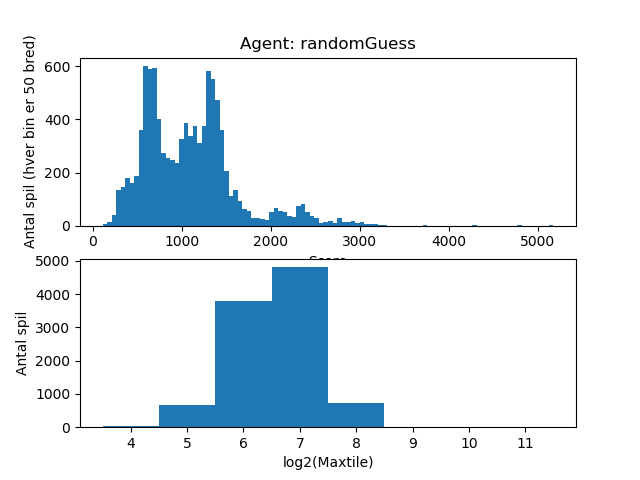 Agent: randomGuess
Antal spil (hver bin er 50 bred)
600
400
200
0
0 1000 2000 3000 4000 5000
Antal spil
5000
4000
3000
2000
1000
0
4 5 6 7 8 9 10 11
log2(Maxtile)